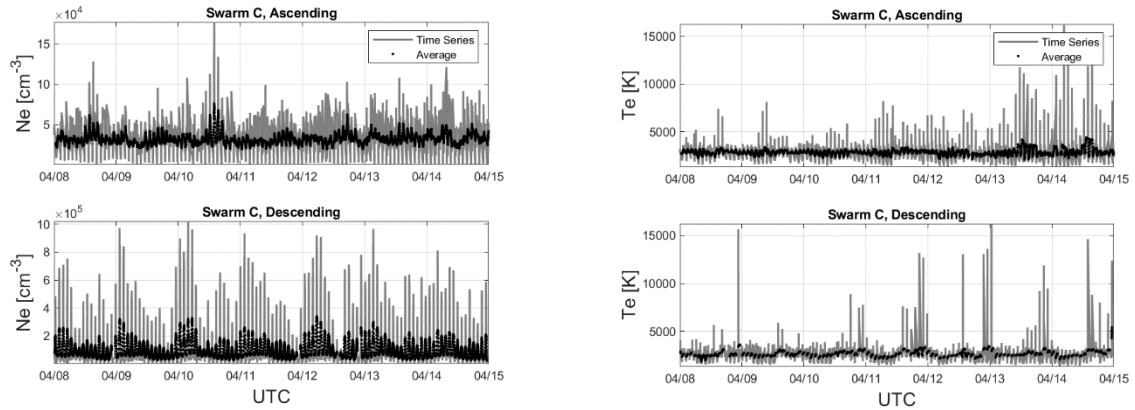 Swarm C, Ascending
×10⁴
Ne [cm⁻³]
15
10
5
Time Series
Average
04/08 04/09 04/10 04/11 04/12 04/13 04/14 04/15
Swarm C, Ascending
Te [K]
15000
10000
5000
Time Series
Average
04/08 04/09 04/10 04/11 04/12 04/13 04/14 04/15
Swarm C, Descending
×10⁵
Ne [cm⁻³]
10
8
6
4
2
04/08 04/09 04/10 04/11 04/12 04/13 04/14 04/15
UTC
Swarm C, Descending
Te [K]
15000
10000
5000
04/08 04/09 04/10 04/11 04/12 04/13 04/14 04/15
UTC